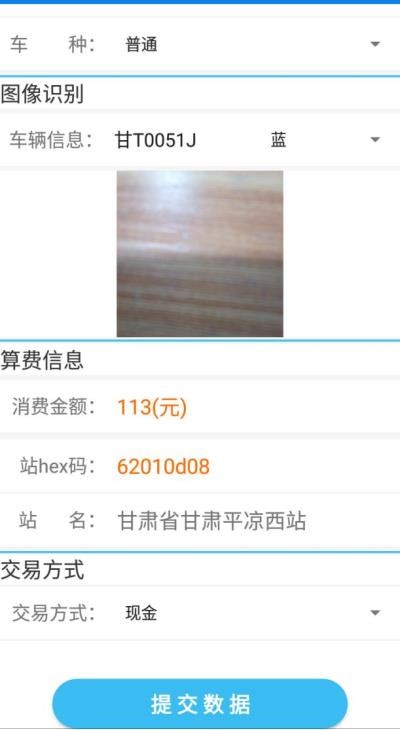 车 种： 普通
图像识别
车辆信息： 甘T0051J 蓝
算费信息
消费金额： 113(元)
站hex码： 62010d08
站 名： 甘肃省甘肃平凉西站
交易方式
交易方式： 现金
提交数据